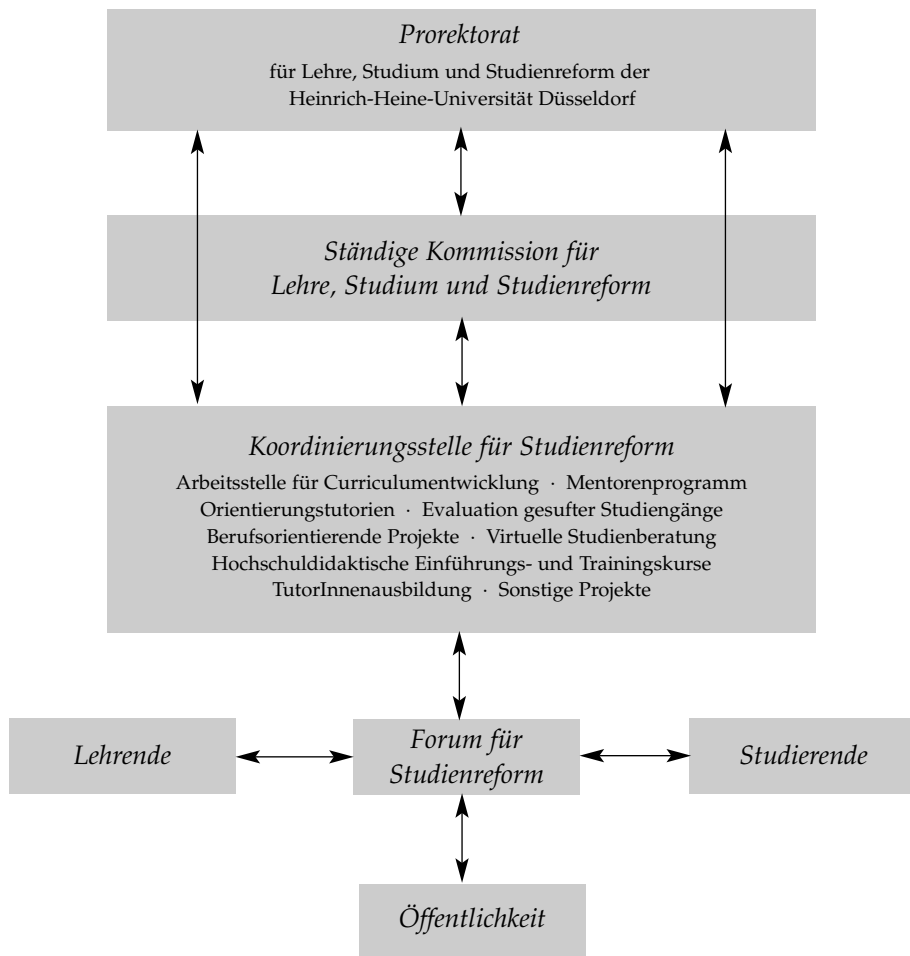 Prorektorat
für Lehre, Studium und Studienreform der
Heinrich-Heine-Universität Düsseldorf
Ständige Kommission für
Lehre, Studium und Studienreform
Koordinierungsstelle für Studienreform
Arbeitsstelle für Curriculumentwicklung · Mentorenprogramm
Orientierungstutorien · Evaluation gesufter Studiengänge
Berufsorientierende Projekte · Virtuelle Studienberatung
Hochschuldidaktische Einführungs- und Trainingskurse
TutorInnenausbildung · Sonstige Projekte
Lehrende
Forum für
Studienreform
Studierende
Öffentlichkeit